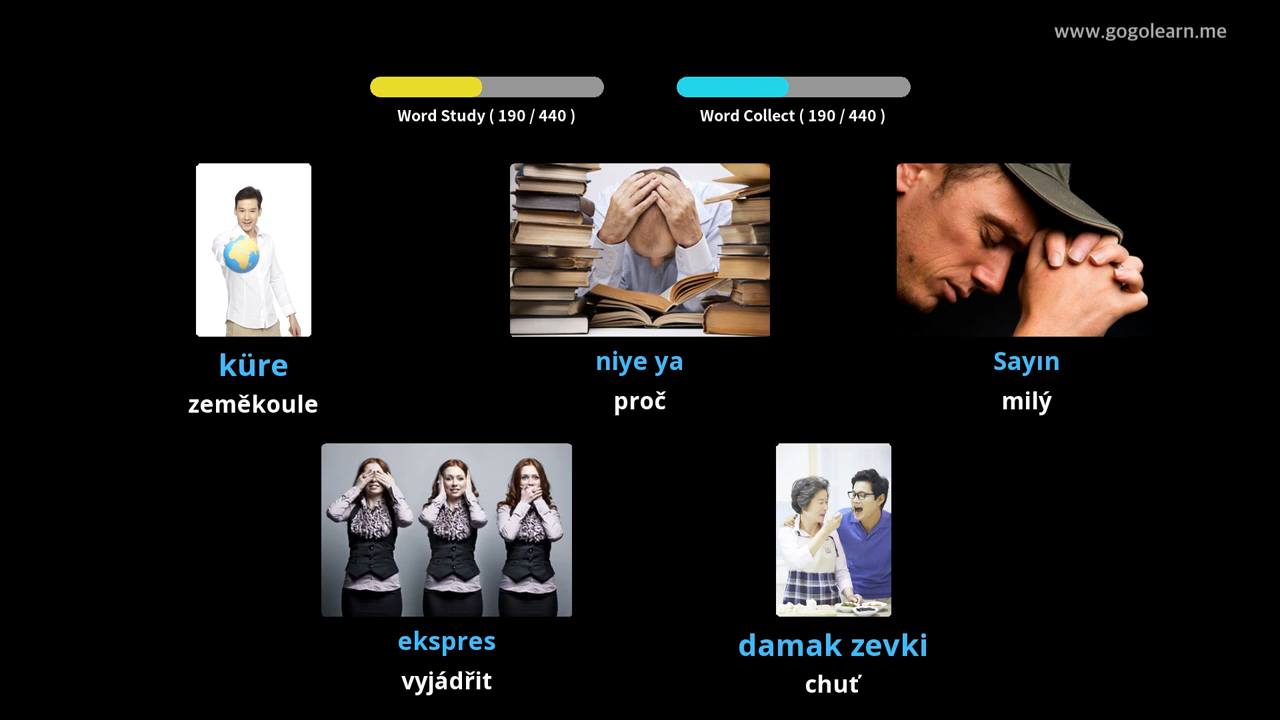 www.gogolearn.me
Word Study ( 190 / 440 )
Word Collect ( 190 / 440 )
küre
zeměkoule
niye ya
proč
Sayın
milý
ekspres
vyjádřit
damak zevki
chuť